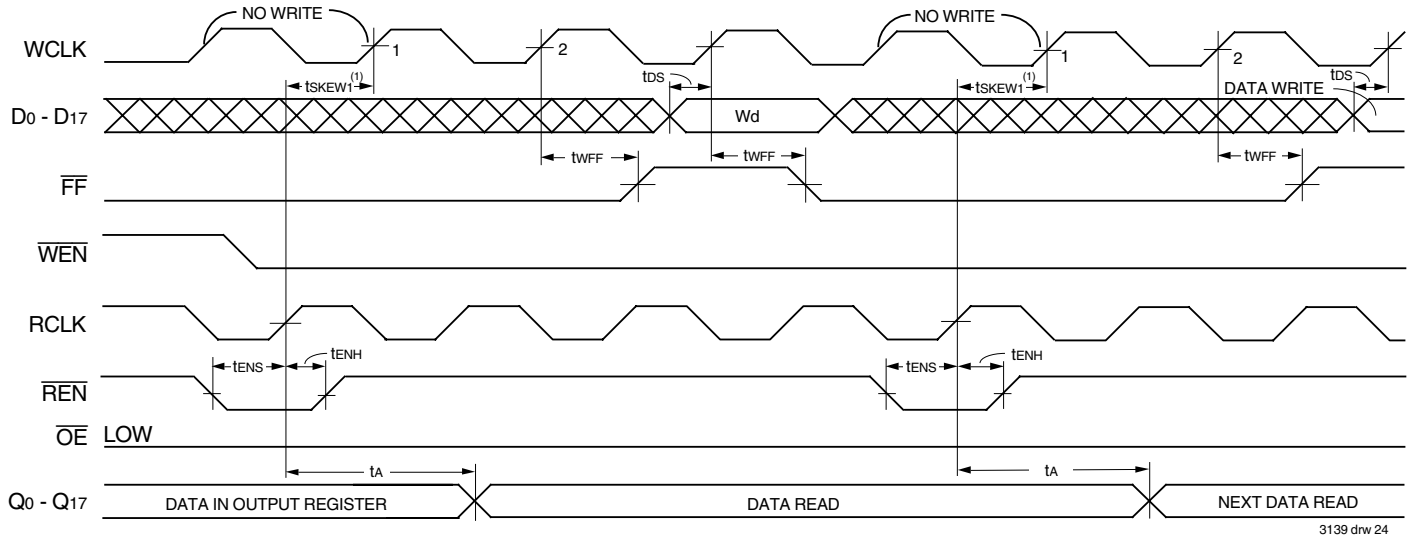 NO WRITE
NO WRITE
WCLK
1
2
1
2
tSKEW1(1)
tDS
tSKEW1(1)
tDS
DATA WRITE
D0 - D17
Wd
tWFF
tWFF
tWFF
FF
WEN
RCLK
tENS
tENH
tENS
tENH
REN
OE LOW
tA
tA
Q0 - Q17
DATA IN OUTPUT REGISTER
DATA READ
NEXT DATA READ
3139 drw 24